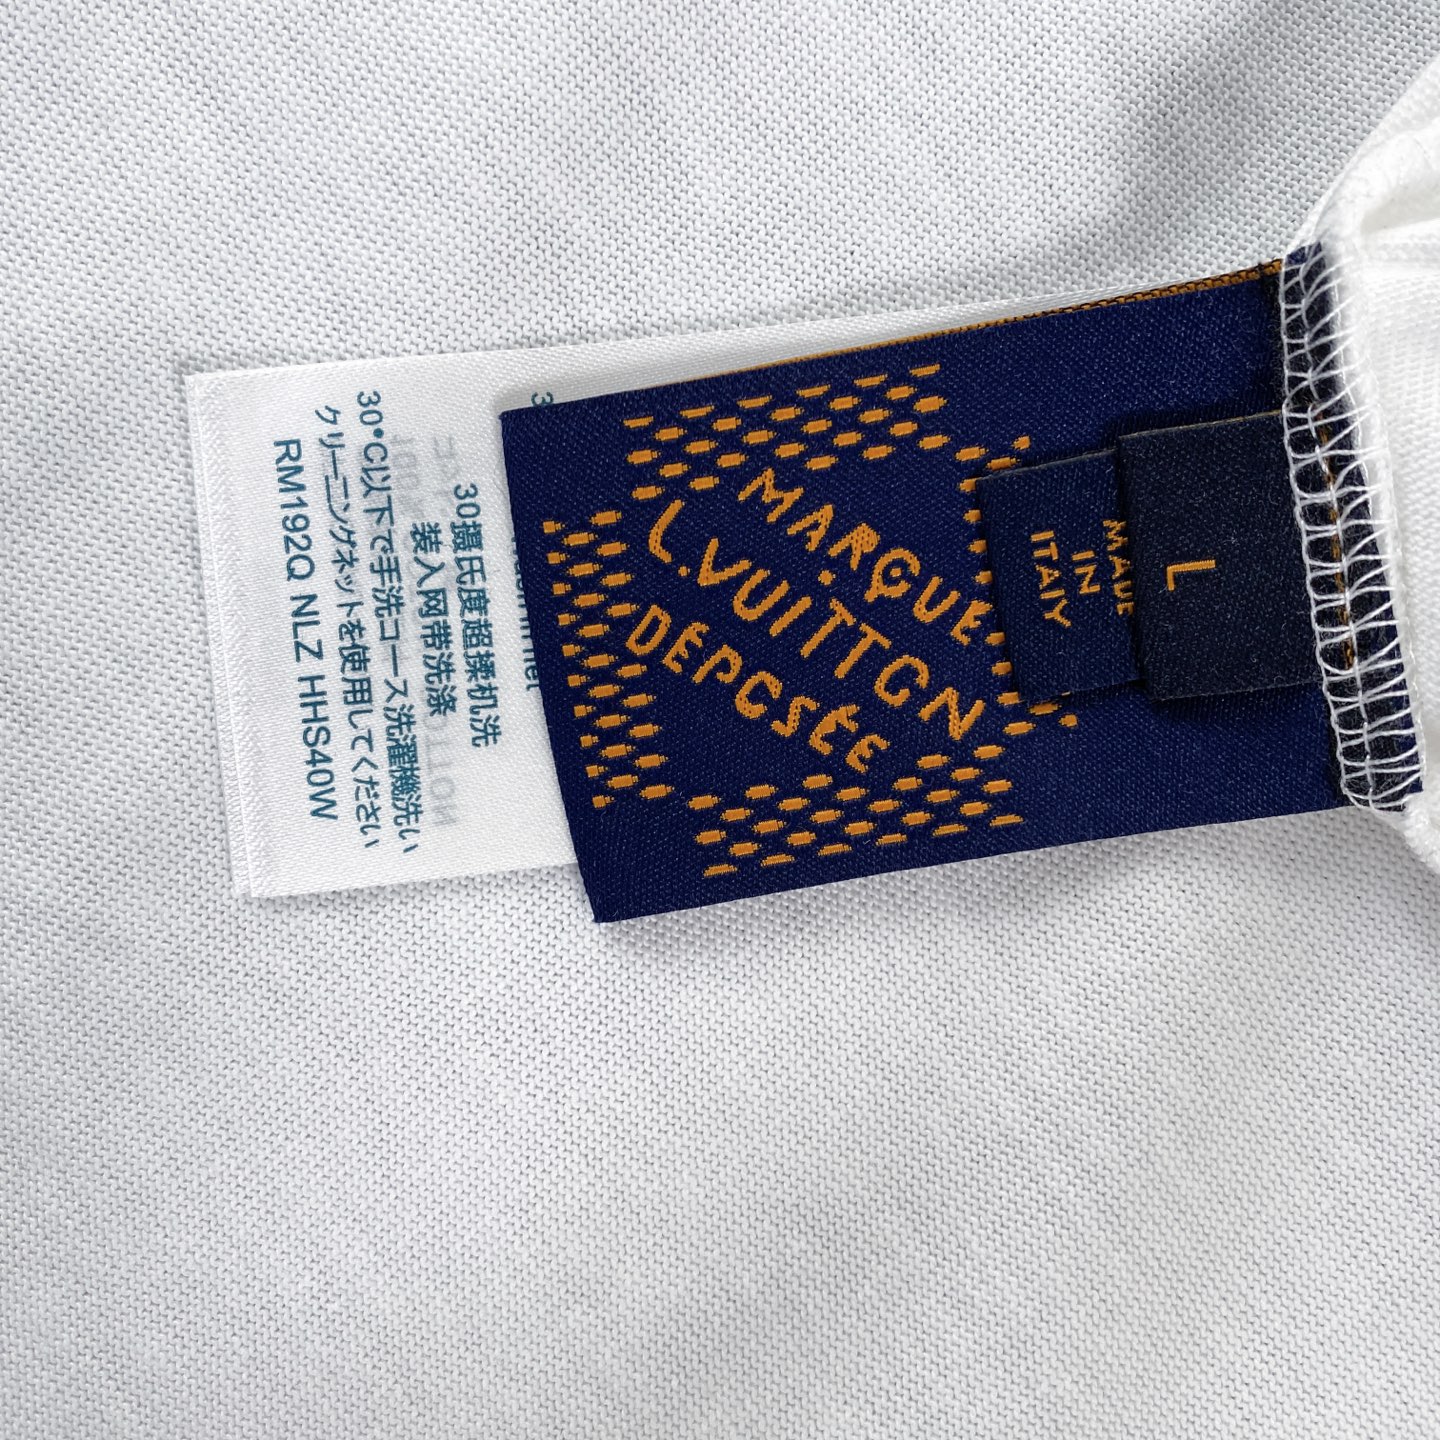 L
MADE
IN
ITALY
MARQUE
L.VUITTON
DÉPOSÉE
30摄氏度超揉机洗
装入网带洗涤
30°C以下で手洗コース洗濯機洗い
クリーニングネットを使用してください
RM192Q NLZ HHS40W